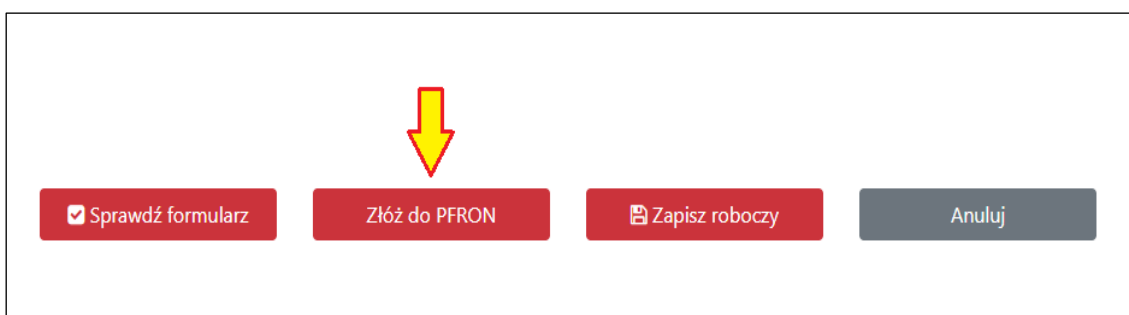 Sprawdź formularz
Złóż do PFRON
Zapisz roboczy
Anuluj